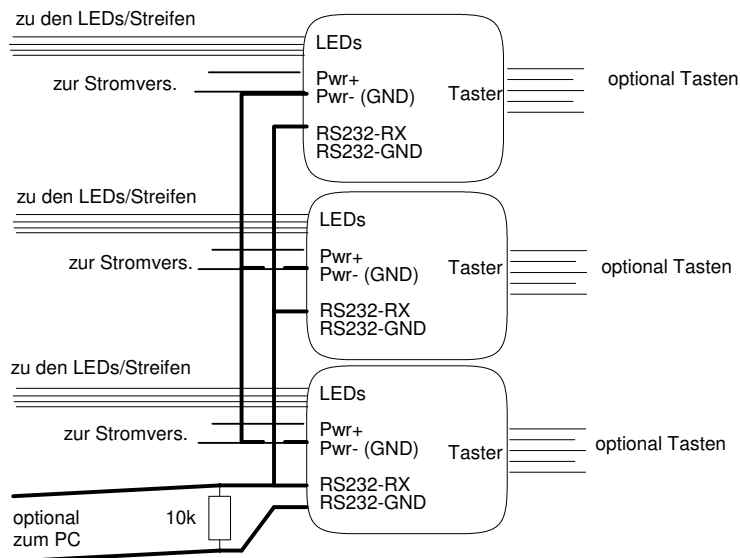 zu den LEDs/Streifen
LEDs
zur Stromvers.
Pwr+
Pwr- (GND)
Taster
optional Tasten
RS232-RX
RS232-GND
zu den LEDs/Streifen
LEDs
zur Stromvers.
Pwr+
Pwr- (GND)
Taster
optional Tasten
RS232-RX
RS232-GND
zu den LEDs/Streifen
LEDs
zur Stromvers.
Pwr+
Pwr- (GND)
Taster
optional Tasten
RS232-RX
RS232-GND
optional
zum PC
10k